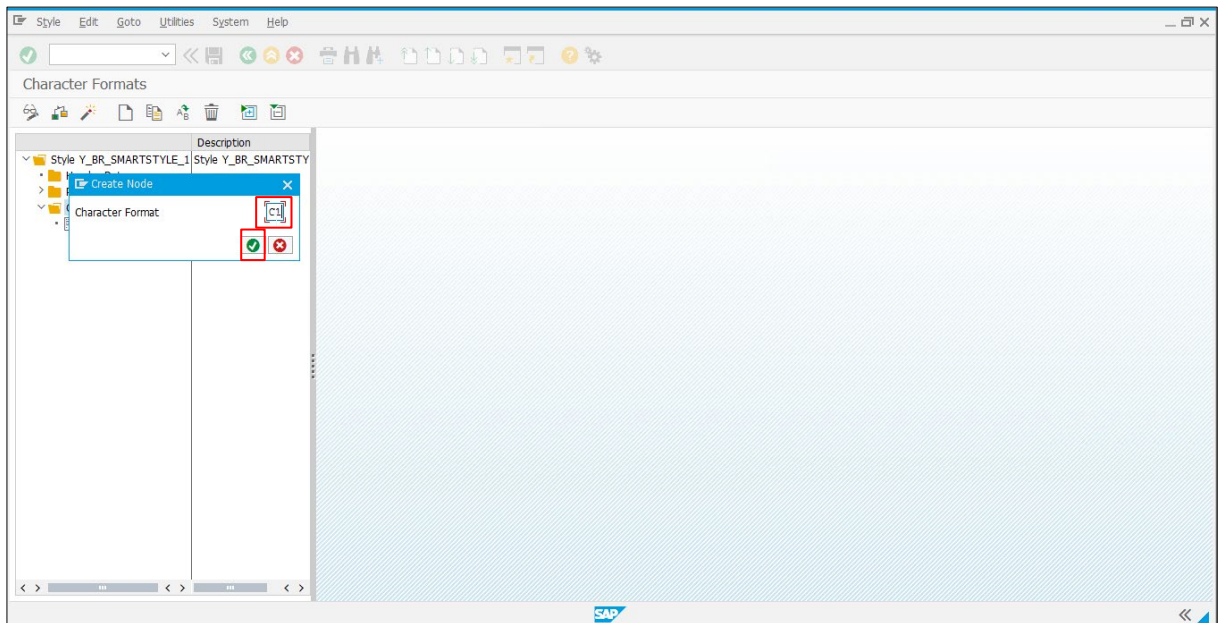 Style Edit Goto Utilities System Help
Character Formats
Description
Style Y_BR_SMARTSTYLE_1 Style Y_BR_SMARTSTY
Create Node
Character Format C1
SAP